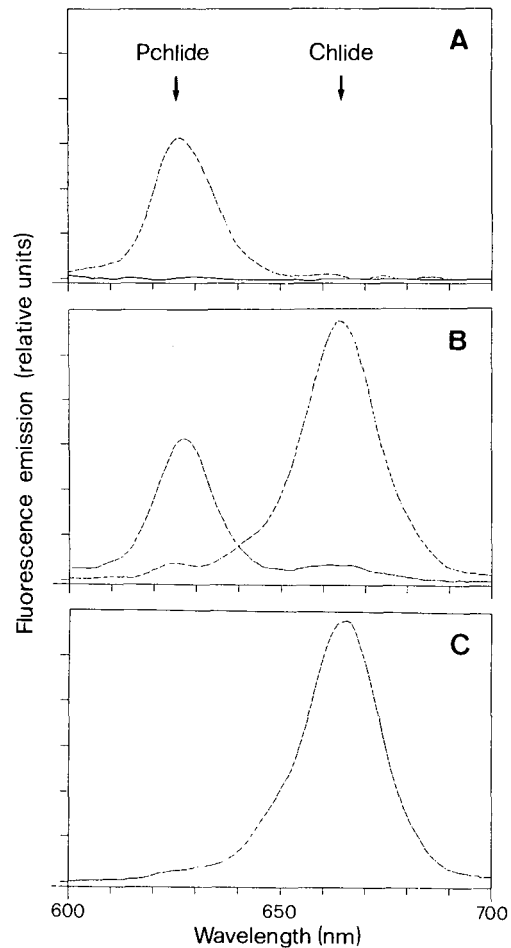 A
Pchlide Chlide
B
C
Fluorescence emission (relative units)
600 650 700
Wavelength (nm)